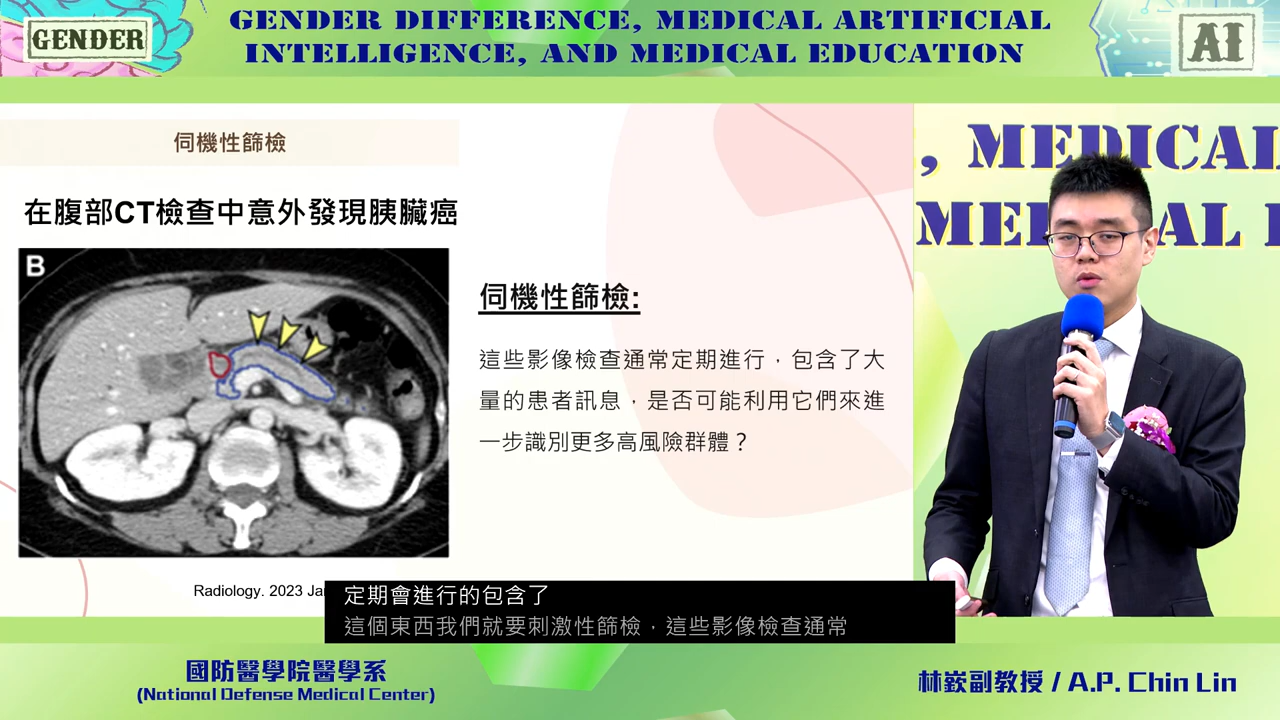 GENDER
GENDER DIFFERENCE, MEDICAL ARTIFICIAL
INTELLIGENCE, AND MEDICAL EDUCATION
AI
伺機性篩檢
在腹部CT檢查中意外發現胰臟癌
B
伺機性篩檢:
這些影像檢查通常定期進行，包含了大
量的患者訊息，是否可能利用它們來進
一步識別更多高風險群體？
Radiology. 2023
, MEDICAL
定期會進行的包含了
這個東西我們就要刺激性篩檢，這些影像檢查通常
國防醫學院醫學系
(National Defense Medical Center)
林嶔副教授 / A.P. Chin Lin